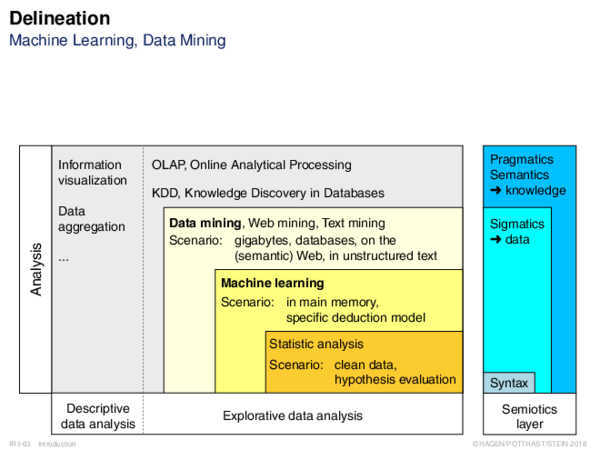 Delineation
Machine Learning, Data Mining
Analysis
Information
visualization
Data
aggregation
...
OLAP, Online Analytical Processing
KDD, Knowledge Discovery in Databases
Data mining, Web mining, Text mining
Scenario: gigabytes, databases, on the
(semantic) Web, in unstructured text
Machine learning
Scenario: in main memory,
specific deduction model
Statistic analysis
Scenario: clean data,
hypothesis evaluation
Descriptive
data analysis
Explorative data analysis
Pragmatics
Semantics
➜ knowledge
Sigmatics
➜ data
Syntax
Semiotics
layer
IR:I-63 Introduction
©HAGEN/POTTHAST/STEIN 2018